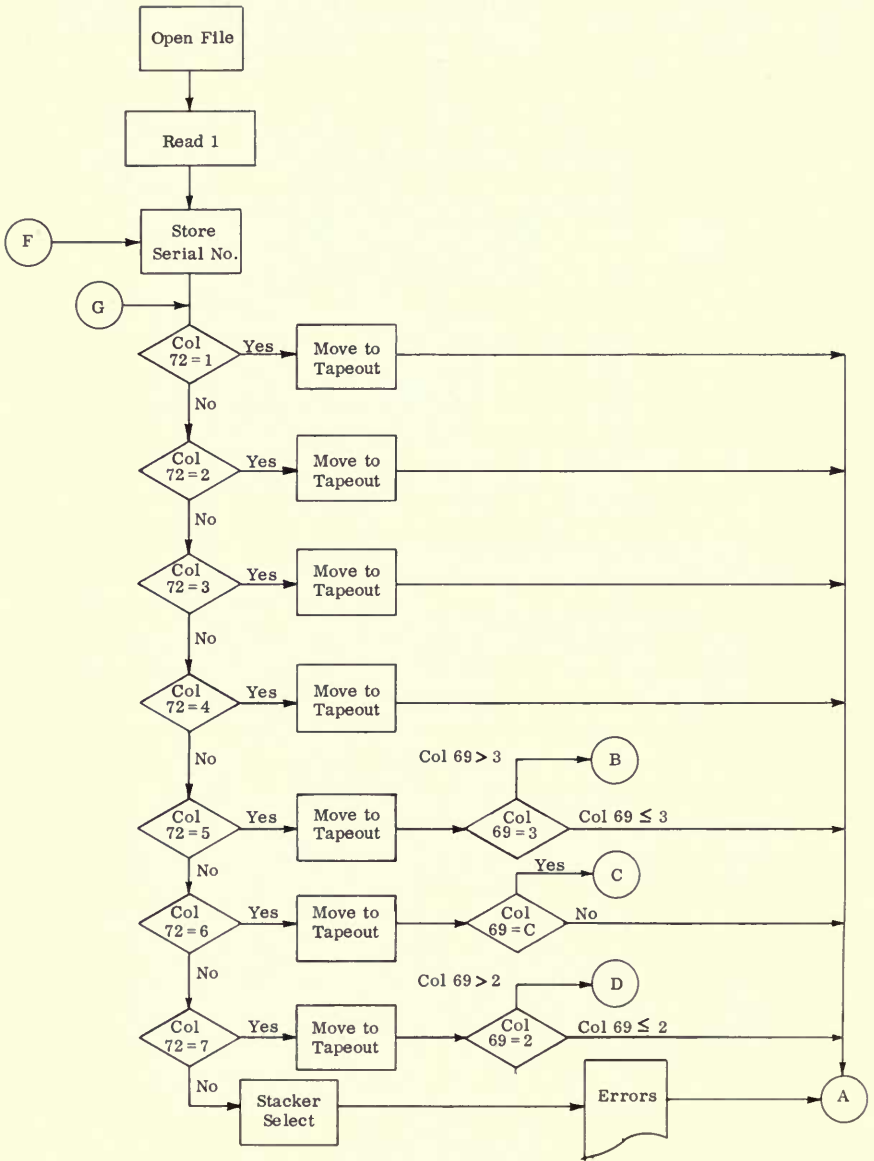 Open File
Read 1
Store
Serial No.
F
G
Col
72=1
Yes
Move to
Tapeout
No
Col
72=2
Yes
Move to
Tapeout
No
Col
72=3
Yes
Move to
Tapeout
No
Col
72=4
Yes
Move to
Tapeout
No
Col 69 > 3
B
Col
72=5
Yes
Move to
Tapeout
Col
69=3
Col 69 ≤ 3
No
Yes
C
Col
72=6
Yes
Move to
Tapeout
Col
69=C
No
No
Col 69 > 2
D
Col
72=7
Yes
Move to
Tapeout
Col
69=2
Col 69 ≤ 2
No
Stacker
Select
Errors
A